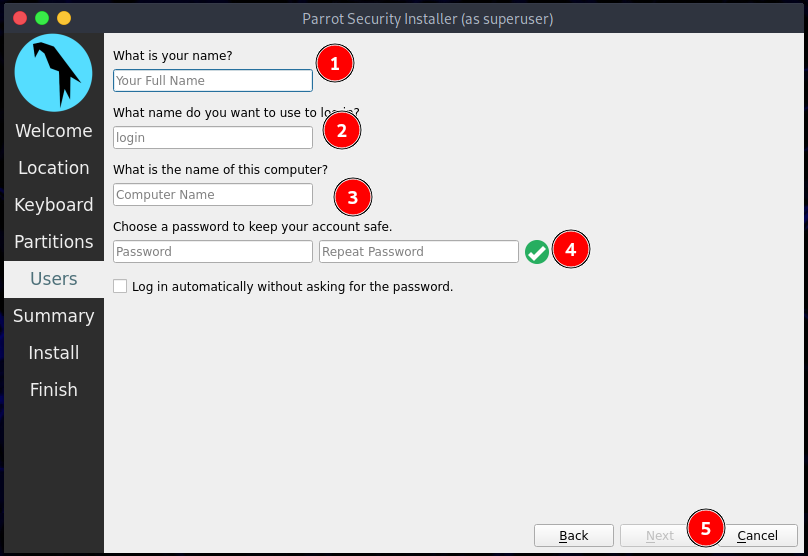 Parrot Security Installer (as superuser)
Welcome
Location
Keyboard
Partitions
Users
Summary
Install
Finish
What is your name?
1
Your Full Name
What name do you want to use to log in?
2
login
What is the name of this computer?
3
Computer Name
Choose a password to keep your account safe.
Password Repeat Password 4
Log in automatically without asking for the password.
Back Next 5 Cancel